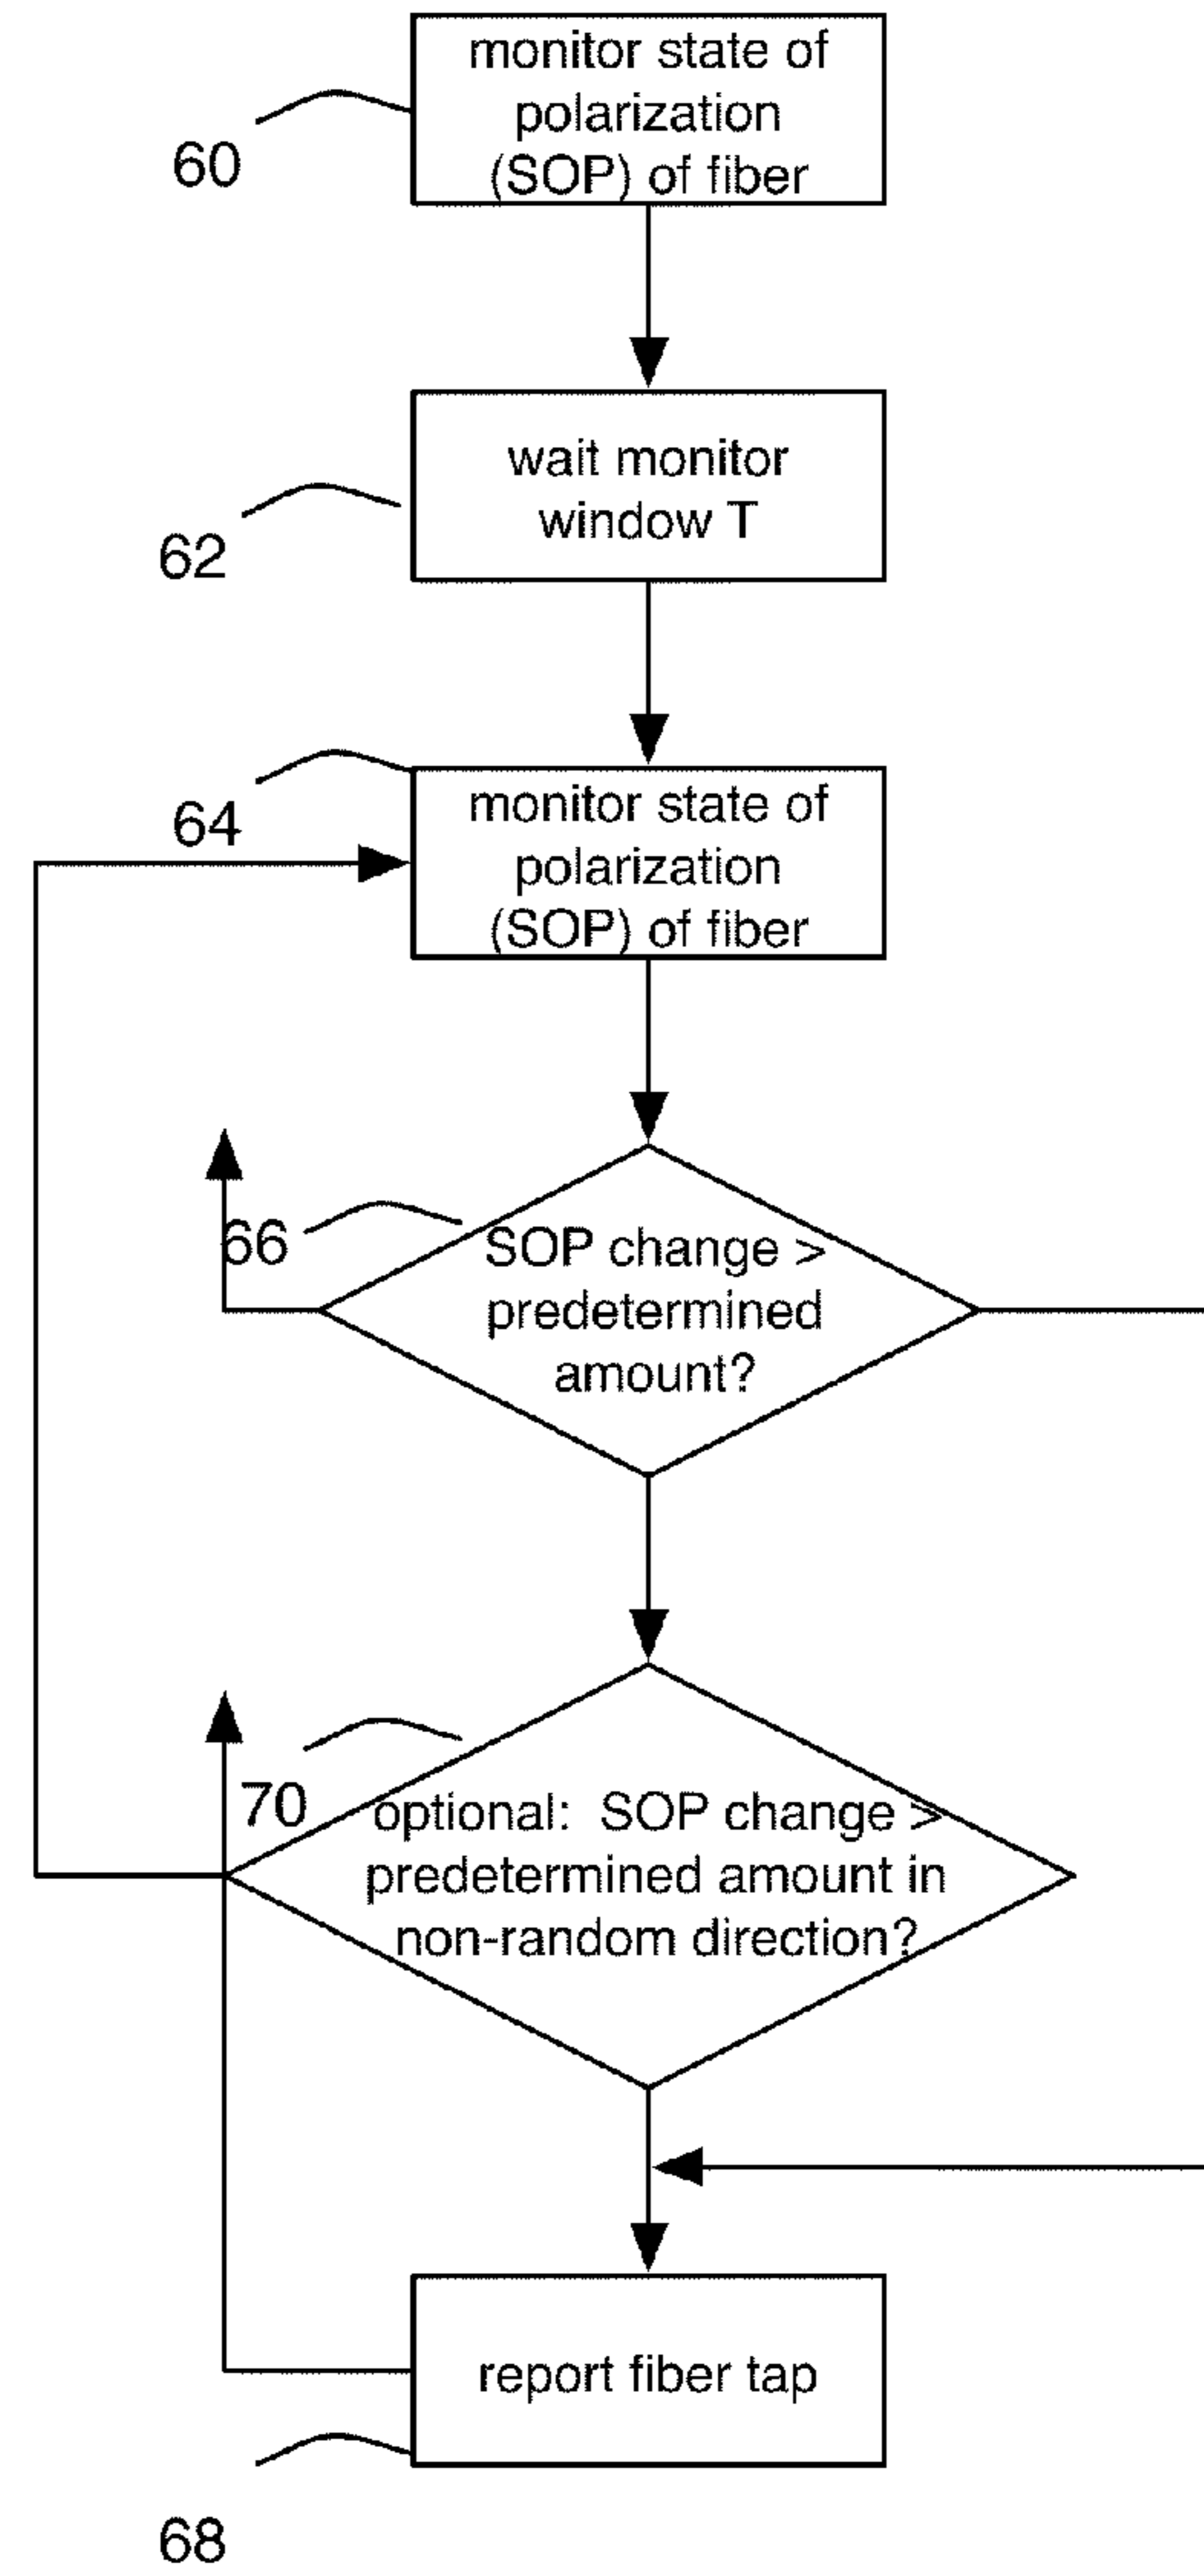 monitor state of
polarization
(SOP) of fiber
60
wait monitor
window T
62
monitor state of
polarization
(SOP) of fiber
64
66
SOP change >
predetermined
amount?
70
optional: SOP change >
predetermined amount in
non-random direction?
report fiber tap
68